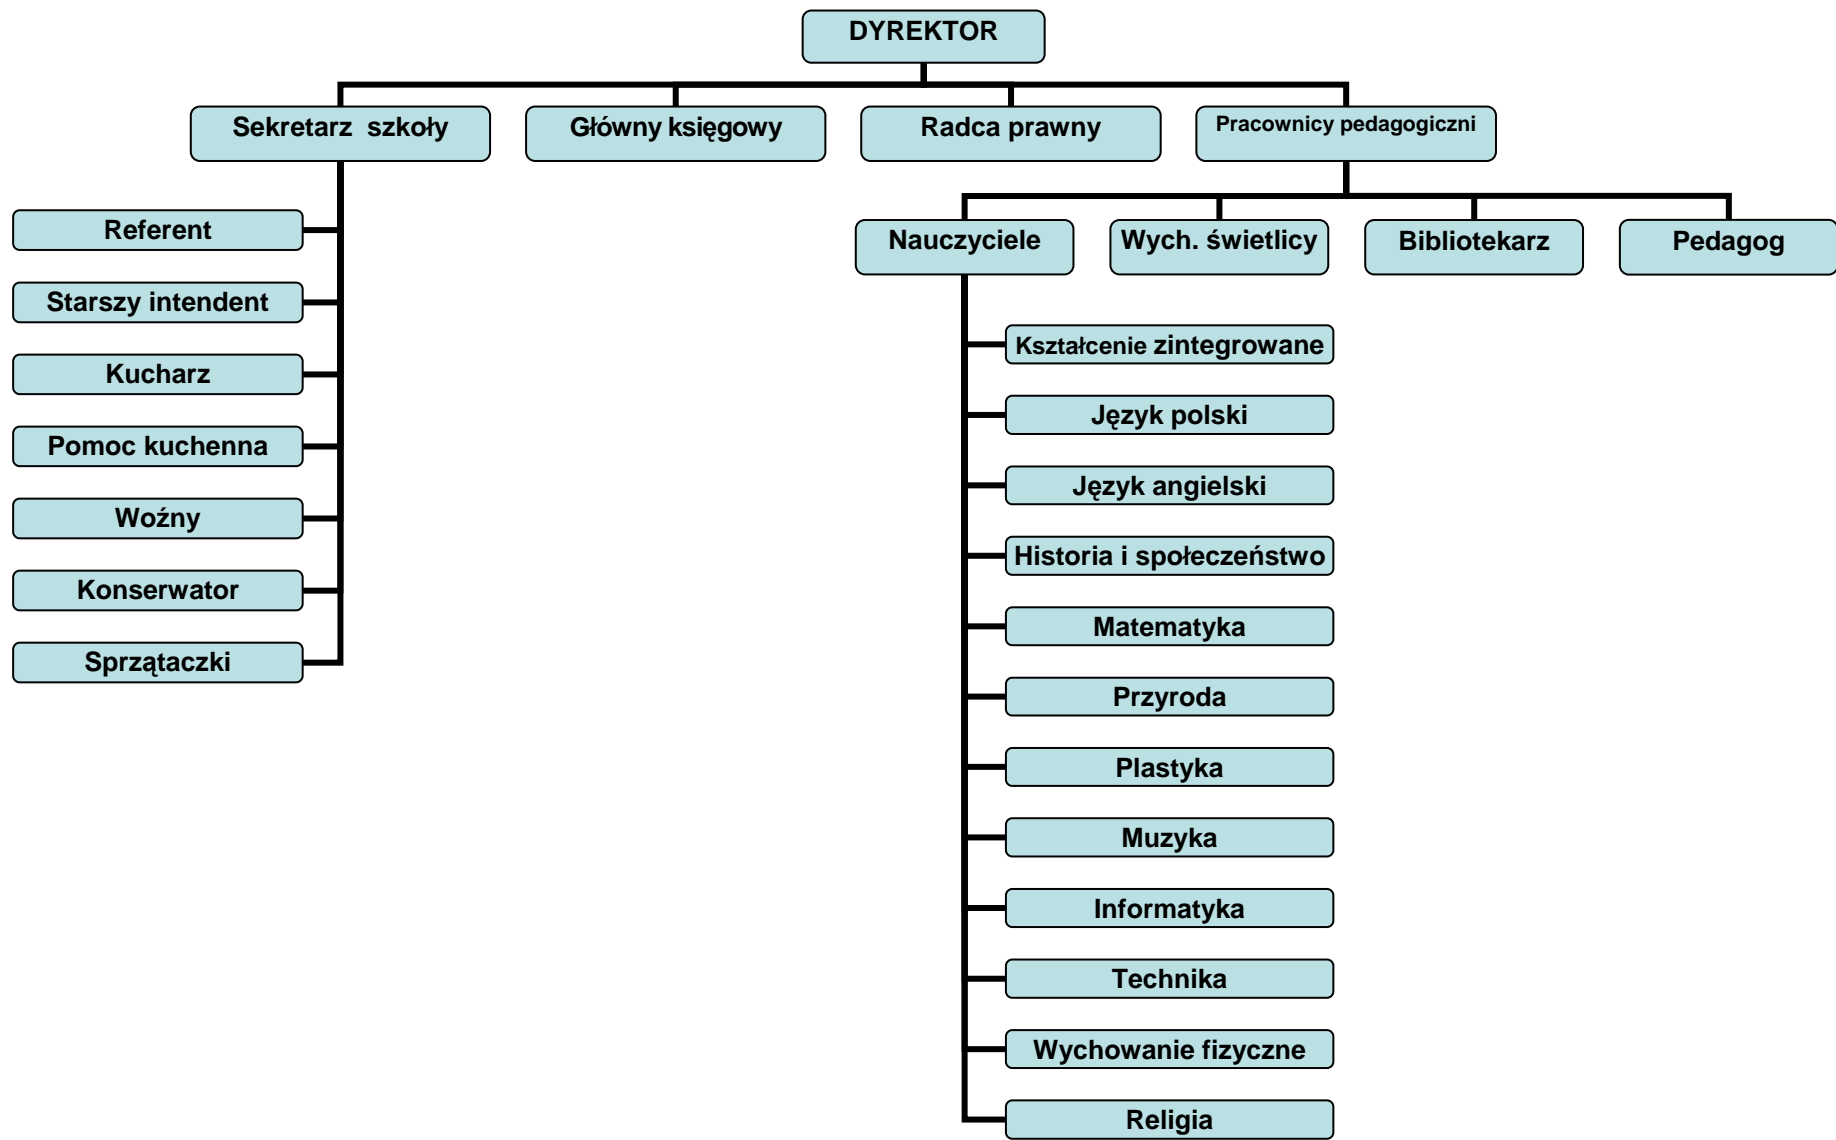 DYREKTOR
Sekretarz szkoły
Główny księgowy
Radca prawny
Pracownicy pedagogiczni
Referent
Starszy intendent
Kucharz
Pomoc kuchenna
Woźny
Konserwator
Sprzątaczki
Nauczyciele
Wych. świetlicy
Bibliotekarz
Pedagog
Kształcenie zintegrowane
Język polski
Język angielski
Historia i społeczeństwo
Matematyka
Przyroda
Plastyka
Muzyka
Informatyka
Technika
Wychowanie fizyczne
Religia